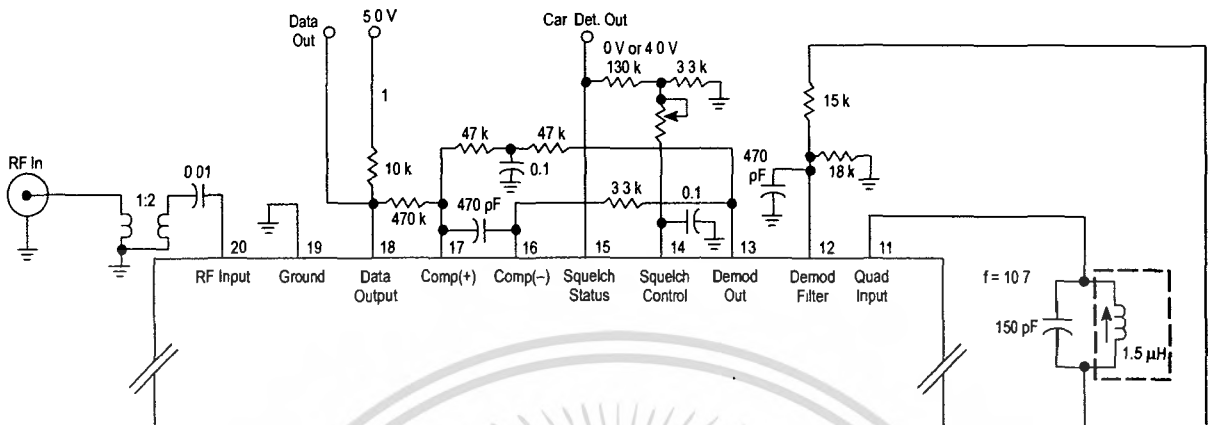 Data Out
5 0 V
Car Det. Out
0 V or 4 0 V
130 k
3 3 k
1
15 k
47 k
47 k
RF In
0 01
1:2
10 k
0.1
470 pF
18 k
470 k
470 pF
3 3 k
0.1
20
19
18
17
16
15
14
13
12
11
RF Input
Ground
Data Output
Comp(+)
Comp(–)
Squelch Status
Squelch Control
Demod Out
Demod Filter
Quad Input
f = 10 7
150 pF
1.5 µH